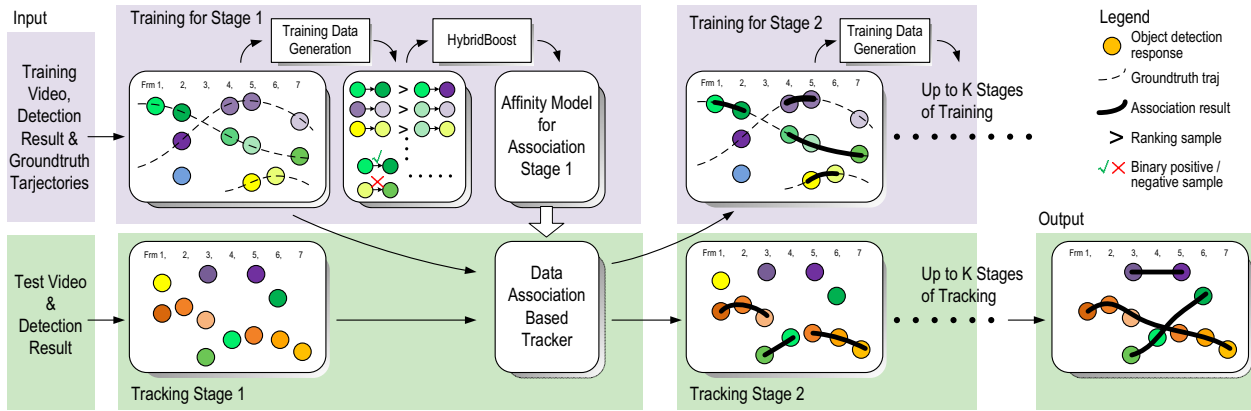 Input
Training for Stage 1
Training for Stage 2
Legend
Training Data
Generation
HybridBoost
Training Data
Generation
Object detection
response
Groundtruth traj
Association result
> Ranking sample
Binary positive /
negative sample
Training
Video,
Detection
Result &
Groundtruth
Tarjectories
Frm 1, 2, 3, 4, 5, 6, 7
>
>
>
Affinity Model
for
Association
Stage 1
Frm 1, 2, 3, 4, 5, 6, 7
Up to K Stages
of Training
Output
Test Video
&
Detection
Result
Frm 1, 2, 3, 4, 5, 6, 7
Data
Association
Based
Tracker
Frm 1, 2, 3, 4, 5, 6, 7
Up to K Stages
of Tracking
Frm 1, 2, 3, 4, 5, 6, 7
Tracking Stage 1
Tracking Stage 2